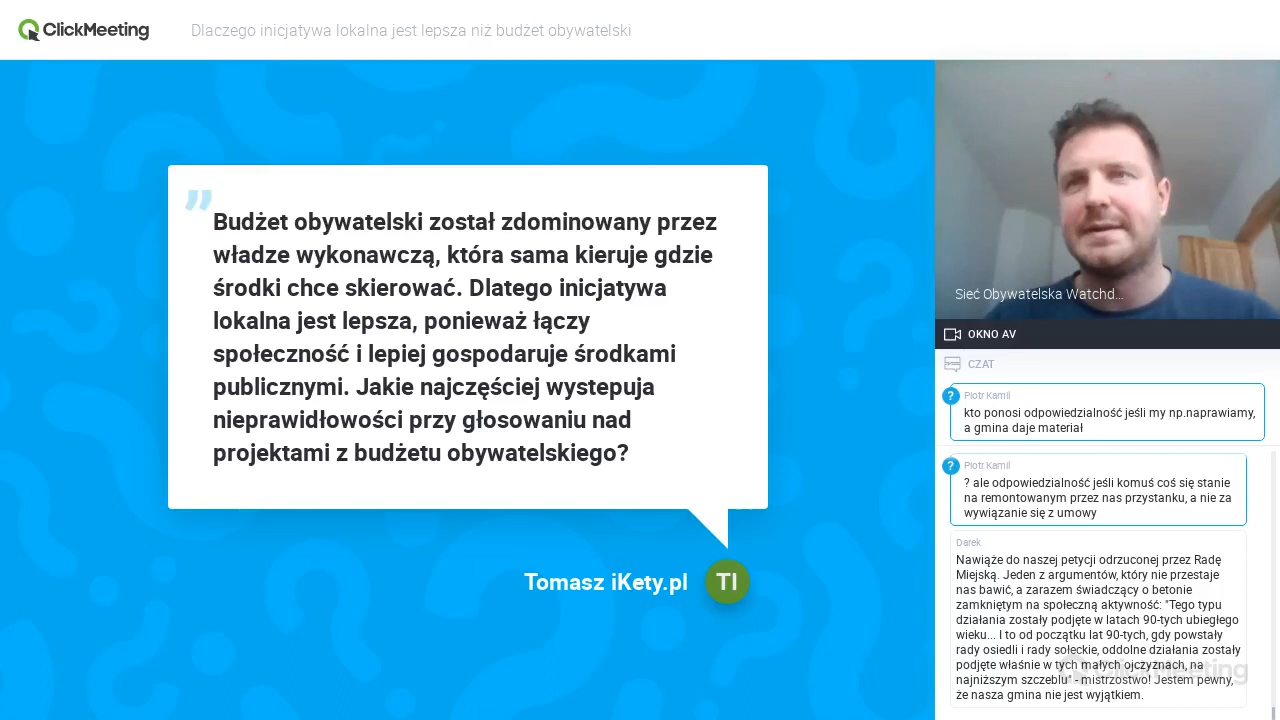 ClickMeeting
Dlaczego inicjatywa lokalna jest lepsza niż budżet obywatelski
”
Budżet obywatelski został zdominowany przez
władze wykonawczą, która sama kieruje gdzie
środki chce skierować. Dlatego inicjatywa
lokalna jest lepsza, ponieważ łączy
społeczność i lepiej gospodaruje środkami
publicznymi. Jakie najczęściej wystepuja
nieprawidłowości przy głosowaniu nad
projektami z budżetu obywatelskiego?
Tomasz iKety.pl
TI
Sieć Obywatelska Watchd...
OKNO AV
CZAT
?
Piotr Kamil
kto ponosi odpowiedzialność jeśli my np.naprawiamy,
a gmina daje materiał
?
Piotr Kamil
? ale odpowiedzialność jeśli komuś coś się stanie
na remontowanym przez nas przystanku, a nie za
wywiązanie się z umowy
Darek
Nawiąże do naszej petycji odrzuconej przez Radę
Miejską. Jeden z argumentów, który nie przestaje
nas bawić, a zarazem świadczący o betonie
zamkniętym na społeczną aktywność: "Tego typu
działania zostały podjęte w latach 90-tych ubiegłego
wieku... I to od początku lat 90-tych, gdy powstały
rady osiedli i rady sołeckie, oddolne działania zostały
podjęte właśnie w tych małych ojczyznach, na
najniższym szczeblu" - mistrzostwo! Jestem pewny,
że nasza gmina nie jest wyjątkiem.
ClickMeeting